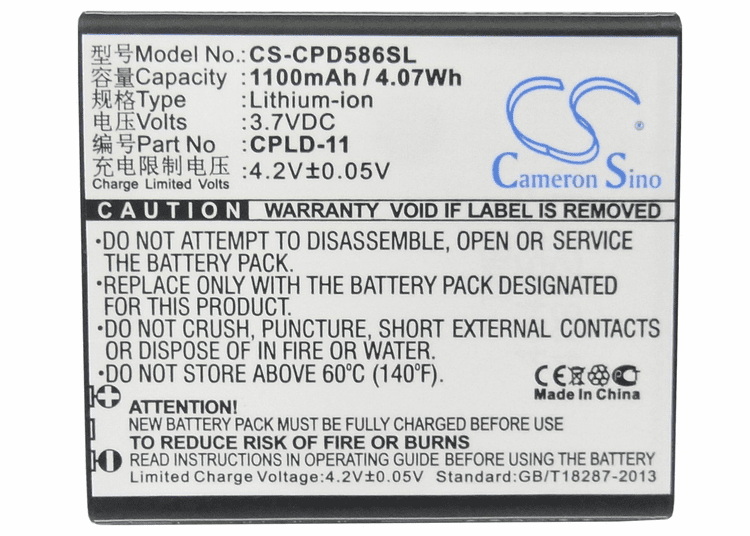 型号Model No.: CS-CPD586SL
容量Capacity: 1100mAh / 4.07Wh
类型Type: Lithium-ion
电压Volts: 3.7VDC
编号Part No: CPLD-11
充电限制电压: 4.2V±0.05V
Charge Limited Volts
CS
Cameron Sino
CAUTION WARRANTY VOID IF LABEL IS REMOVED
•DO NOT ATTEMPT TO DISASSEMBLE, OPEN OR SERVICE
THE BATTERY PACK.
•REPLACE ONLY WITH THE BATTERY PACK DESIGNATED
FOR THIS PRODUCT.
•DO NOT CRUSH, PUNCTURE, SHORT EXTERNAL CONTACTS
OR DISPOSE OF IN FIRE OR WATER.
•DO NOT STORE ABOVE 60°C (140°F).
CE
Made In China
ATTENTION!
NEW BATTERY PACK MUST BE FULLY CHARGED BEFORE USE
TO REDUCE RISK OF FIRE OR BURNS.
READ INSTRUCTIONS AND OPERATING GUIDE BEFORE USING THE BATTERY
Limited Charge Voltage:4.2V±0.05V Standard:GB/T18287-2013